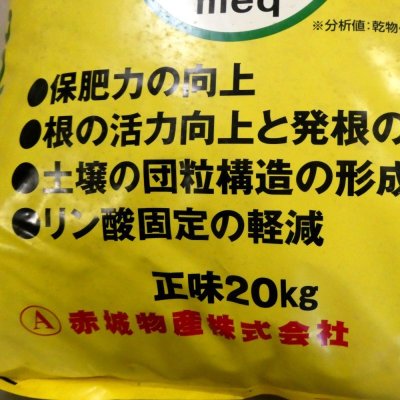 meq
※分析値:乾物
●保肥力の向上
●根の活力向上と発根の
●土壌の団粒構造の形成
●リン酸固定の軽減
正味20kg
Ⓐ赤城物産株式会社